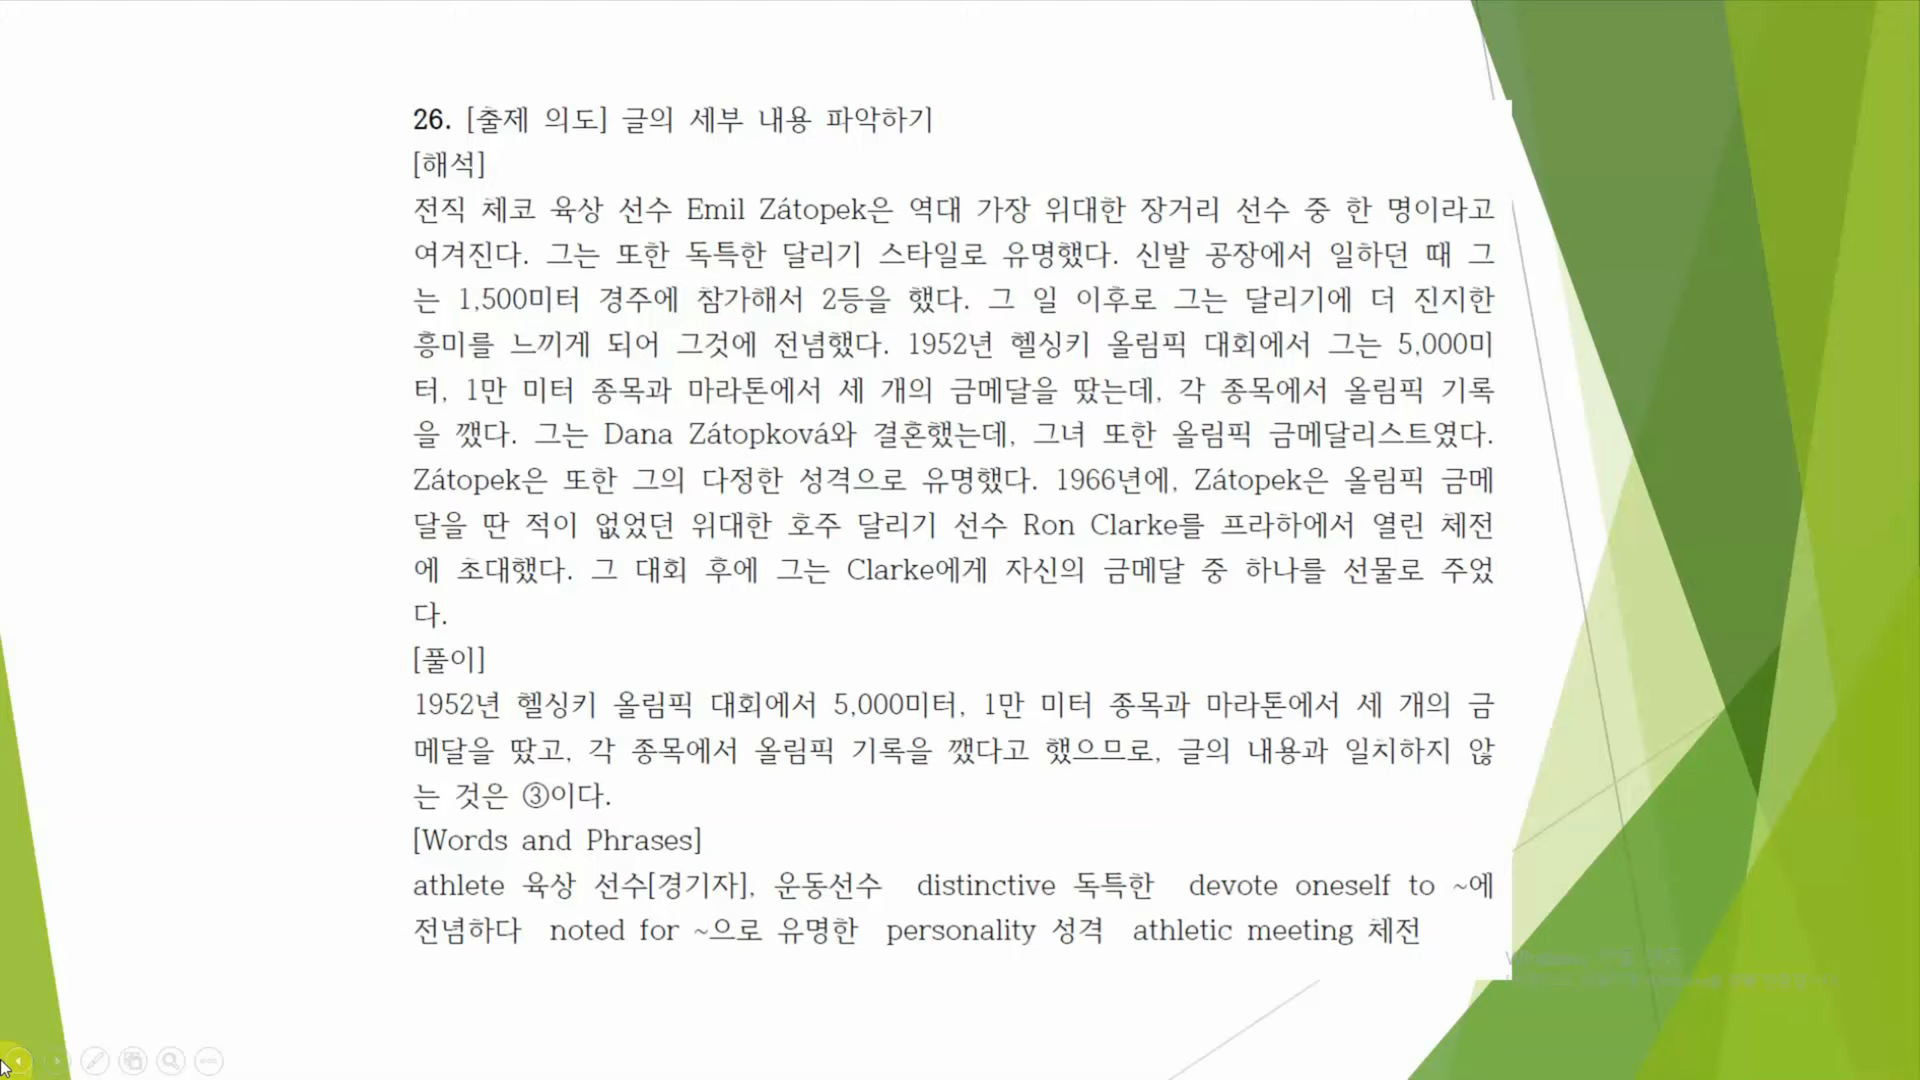 26. [출제 의도] 글의 세부 내용 파악하기
[해석]
전직 체코 육상 선수 Emil Zátopek은 역대 가장 위대한 장거리 선수 중 한 명이라고
여겨진다. 그는 또한 독특한 달리기 스타일로 유명했다. 신발 공장에서 일하던 때 그
는 1,500미터 경주에 참가해서 2등을 했다. 그 일 이후로 그는 달리기에 더 진지한
흥미를 느끼게 되어 그것에 전념했다. 1952년 헬싱키 올림픽 대회에서 그는 5,000미
터, 1만 미터 종목과 마라톤에서 세 개의 금메달을 땄는데, 각 종목에서 올림픽 기록
을 깼다. 그는 Dana Zátopková와 결혼했는데, 그녀 또한 올림픽 금메달리스트였다.
Zátopek은 또한 그의 다정한 성격으로 유명했다. 1966년에, Zátopek은 올림픽 금메
달을 딴 적이 없었던 위대한 호주 달리기 선수 Ron Clarke를 프라하에서 열린 체전
에 초대했다. 그 대회 후에 그는 Clarke에게 자신의 금메달 중 하나를 선물로 주었
다.
[풀이]
1952년 헬싱키 올림픽 대회에서 5,000미터, 1만 미터 종목과 마라톤에서 세 개의 금
메달을 땄고, 각 종목에서 올림픽 기록을 깼다고 했으므로, 글의 내용과 일치하지 않
는 것은 ③이다.
[Words and Phrases]
athlete 육상 선수[경기자], 운동선수 distinctive 독특한 devote oneself to ~에
전념하다 noted for ~으로 유명한 personality 성격 athletic meeting 체전